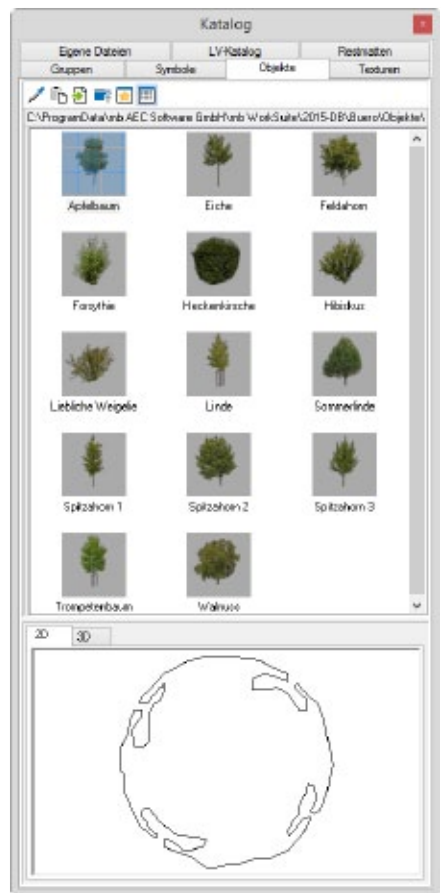 Katalog
Eigene Dateien LV-Katalog Restmatten
Gruppen Symbole Objekte Texturen
C:\ProgramData\mb AEC Software GmbH\mb WorkSuite\2015-DB\Buero\Objekte\
Apfelbaum Eiche Feldahorn
Forsythie Heckenkirsche Hibiskus
Liebliche Weigelie Linde Sommerlinde
Spitzahorn 1 Spitzahorn 2 Spitzahorn 3
Trompetenbaum Walnuss
2D 3D